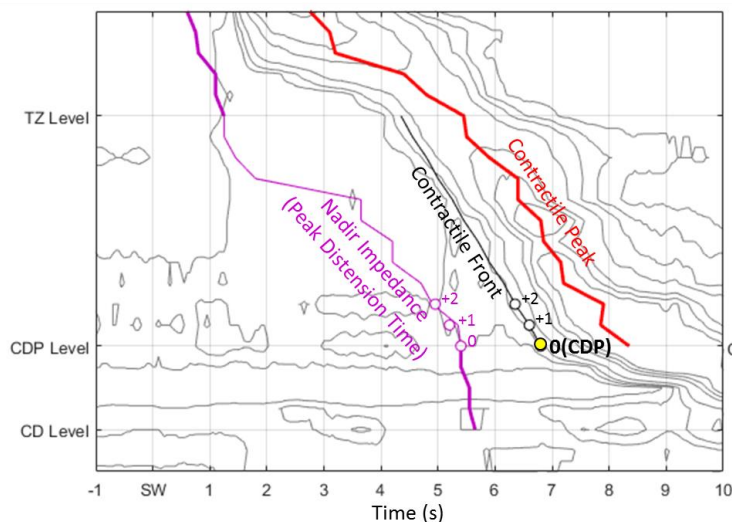 TZ Level
CDP Level
CD Level
Contractile Peak
Contractile Front
Nadir Impedance
(Peak Distension Time)
+2
+1
0
+2
+1
0(CDP)
-1 SW 1 2 3 4 5 6 7 8 9 10
Time (s)